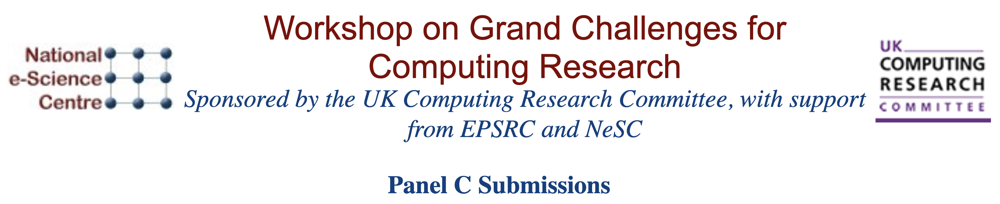 Workshop on Grand Challenges for
Computing Research
Sponsored by the UK Computing Research Committee, with support
from EPSRC and NeSC
National
e-Science
Centre
UK
COMPUTING
RESEARCH
COMMITTEE
Panel C Submissions